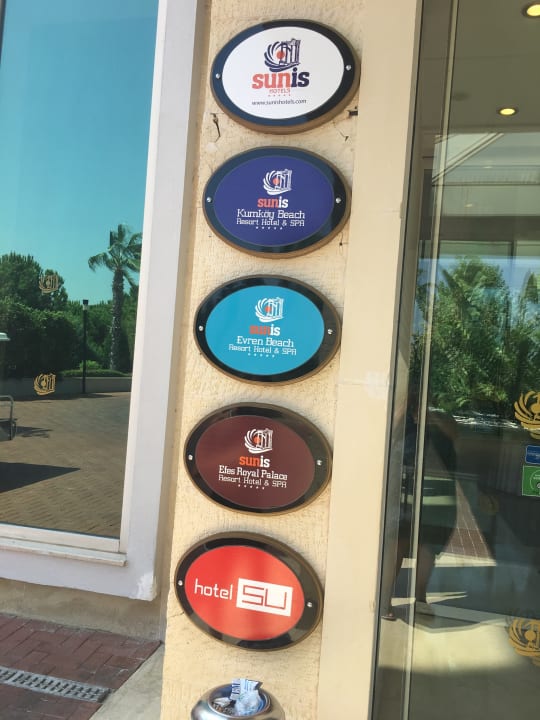 sunis
HOTELS
www.sunishotels.com
sunis
Kumköy Beach
Resort Hotel & SPA
sunis
Evren Beach
Resort Hotel & SPA
sunis
Efes Royal Palace
Resort Hotel & SPA
hotel SU